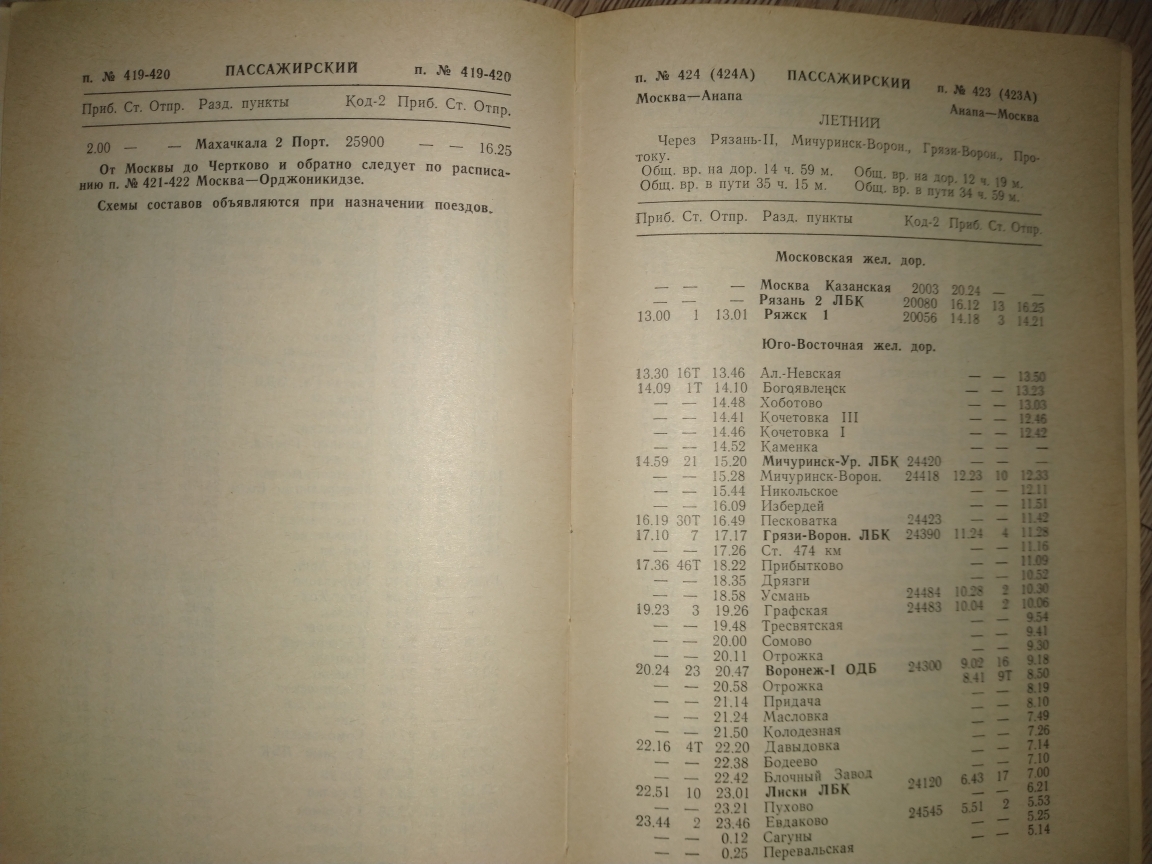 п. № 419-420 ПАССАЖИРСКИЙ п. № 419-420
Приб. Ст. Отпр. Разд. пункты Код-2 Приб. Ст. Отпр.
2.00 — — Махачкала 2 Порт. 25900 — — 16.25
От Москвы до Чертково и обратно следует по расписа-
нию п. № 421-422 Москва—Орджоникидзе.
Схемы составов объявляются при назначении поездов.
п. № 424 (424А) ПАССАЖИРСКИЙ п. № 423 (423А)
Москва—Анапа Анапа—Москва
ЛЕТНИЙ
Через Рязань-II, Мичуринск-Ворон., Грязи-Ворон., Про-
току.
Общ. вр. на дор. 14 ч. 59 м. Общ. вр. на дор. 12 ч. 19 м.
Общ. вр. в пути 35 ч. 15 м. Общ. вр. в пути 34 ч. 59 м.
Приб. Ст. Отпр. Разд. пункты Код-2 Приб. Ст. Отпр.
Московская жел. дор.
— — — Москва Казанская 2003 20.24 — —
— — — Рязань 2 ЛБК 20080 16.12 13 16.25
13.00 1 13.01 Ряжск 1 20056 14.18 3 14.21
Юго-Восточная жел. дор.
13.30 16Т 13.46 Ал.-Невская — — 13.50
14.09 1Т 14.10 Богоявленск — — 13.23
— — 14.48 Хоботово — — 13.03
— — 14.41 Кочетовка III — — 12.46
— — 14.46 Кочетовка I — — 12.42
— — 14.52 Каменка — — —
14.59 21 15.20 Мичуринск-Ур. ЛБК 24420 — — —
— — 15.28 Мичуринск-Ворон. 24418 12.23 10 12.33
— — 15.44 Никольское — — 12.11
— — 16.09 Избердей — — 11.51
16.19 30Т 16.49 Песковатка 24423 — — 11.42
17.10 7 17.17 Грязи-Ворон. ЛБК 24390 11.24 4 11.28
— — 17.26 Ст. 474 км — — 11.16
17.36 46Т 18.22 Прибытково — — 11.09
— — 18.35 Дрязги — — 10.52
— — 18.58 Усмань 24484 10.28 2 10.30
19.23 3 19.26 Графская 24483 10.04 2 10.06
— — 19.48 Тресвятская — — 9.54
— — 20.00 Сомово — — 9.41
— — 20.11 Отрожка — — 9.30
20.24 23 20.47 Воронеж-I ОДБ 24300 9.02 16 9.18
— — 20.58 Отрожка 8.41 9Т 8.50
— — 21.14 Придача — — 8.19
— — 21.24 Масловка — — 8.10
— — 21.50 Колодезная — — 7.49
22.16 4Т 22.20 Давыдовка — — 7.26
— — 22.38 Бодеево — — 7.14
— — 22.42 Блочный Завод — — 7.10
22.51 10 23.01 Лиски ЛБК 24120 6.43 17 7.00
— — 23.21 Пухово — — 6.21
23.44 2 23.46 Евдаково 24545 5.51 2 5.53
— — 0.12 Сагуны — — 5.25
— — 0.25 Перевальская — — 5.14